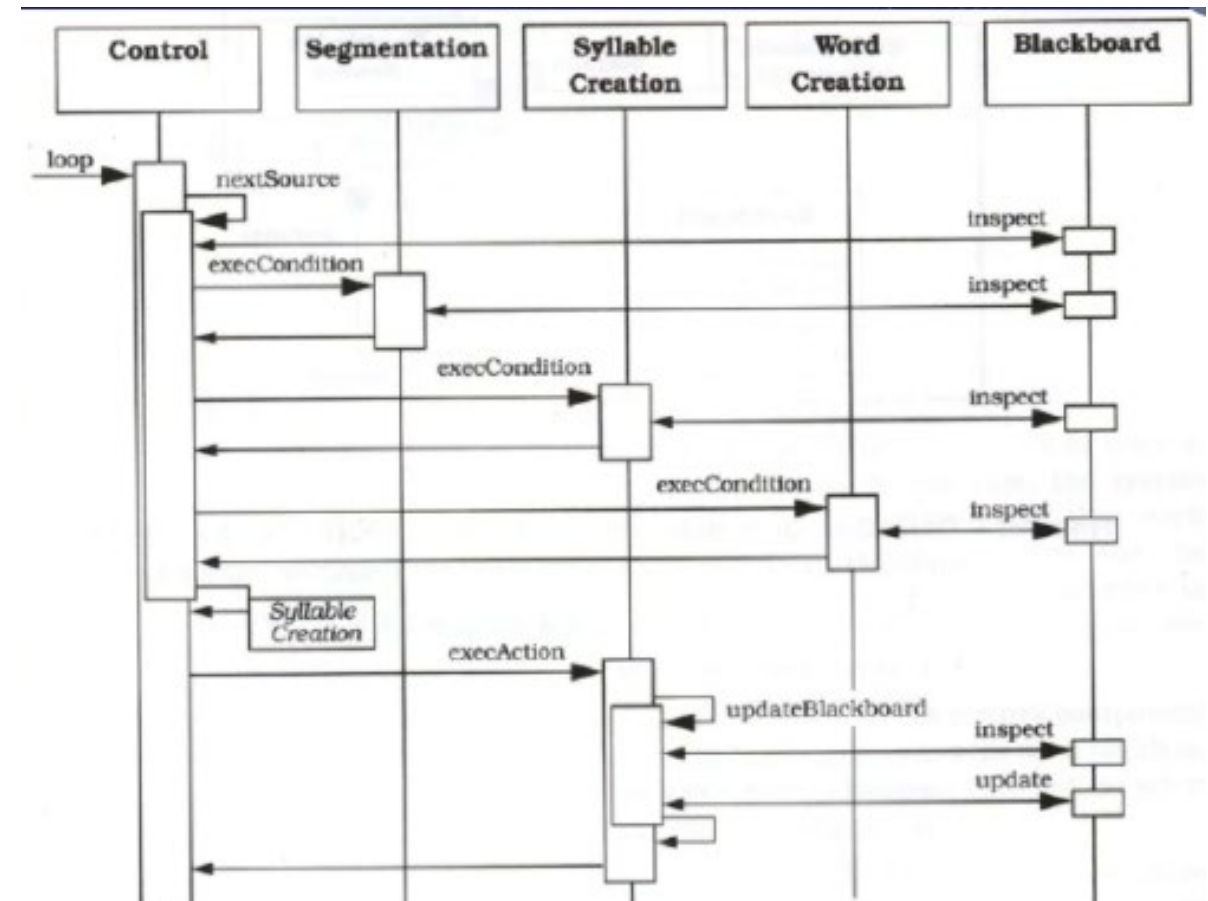 Control
Segmentation
Syllable
Creation
Word
Creation
Blackboard
loop
nextSource
inspect
execCondition
inspect
execCondition
inspect
execCondition
inspect
Syllable
Creation
execAction
updateBlackboard
inspect
update